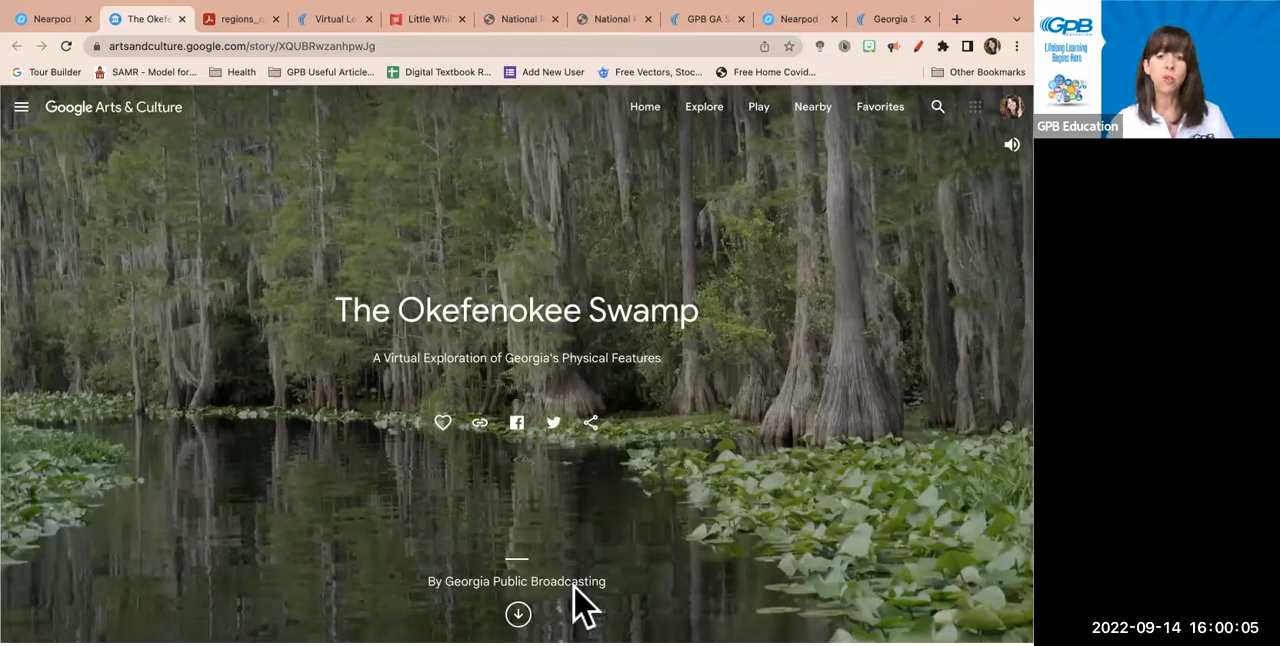 Nearpod
The Okefe
regions_o
Virtual Le
Little Whi
National
National
GPB GA S
Nearpod
Georgia S
artsandculture.google.com/story/XQUBRwzanhpwJg
Tour Builder
SAMR - Model for...
Health
GPB Useful Article...
Digital Textbook R...
Add New User
Free Vectors, Stoc...
Free Home Covid...
Other Bookmarks
Google Arts & Culture
Home
Explore
Play
Nearby
Favorites
The Okefenokee Swamp
A Virtual Exploration of Georgia's Physical Features
By Georgia Public Broadcasting
GPB
EDUCATION
Lifelong Learning
Begins Here
GPB
GPB Education
2022-09-14 16:00:05